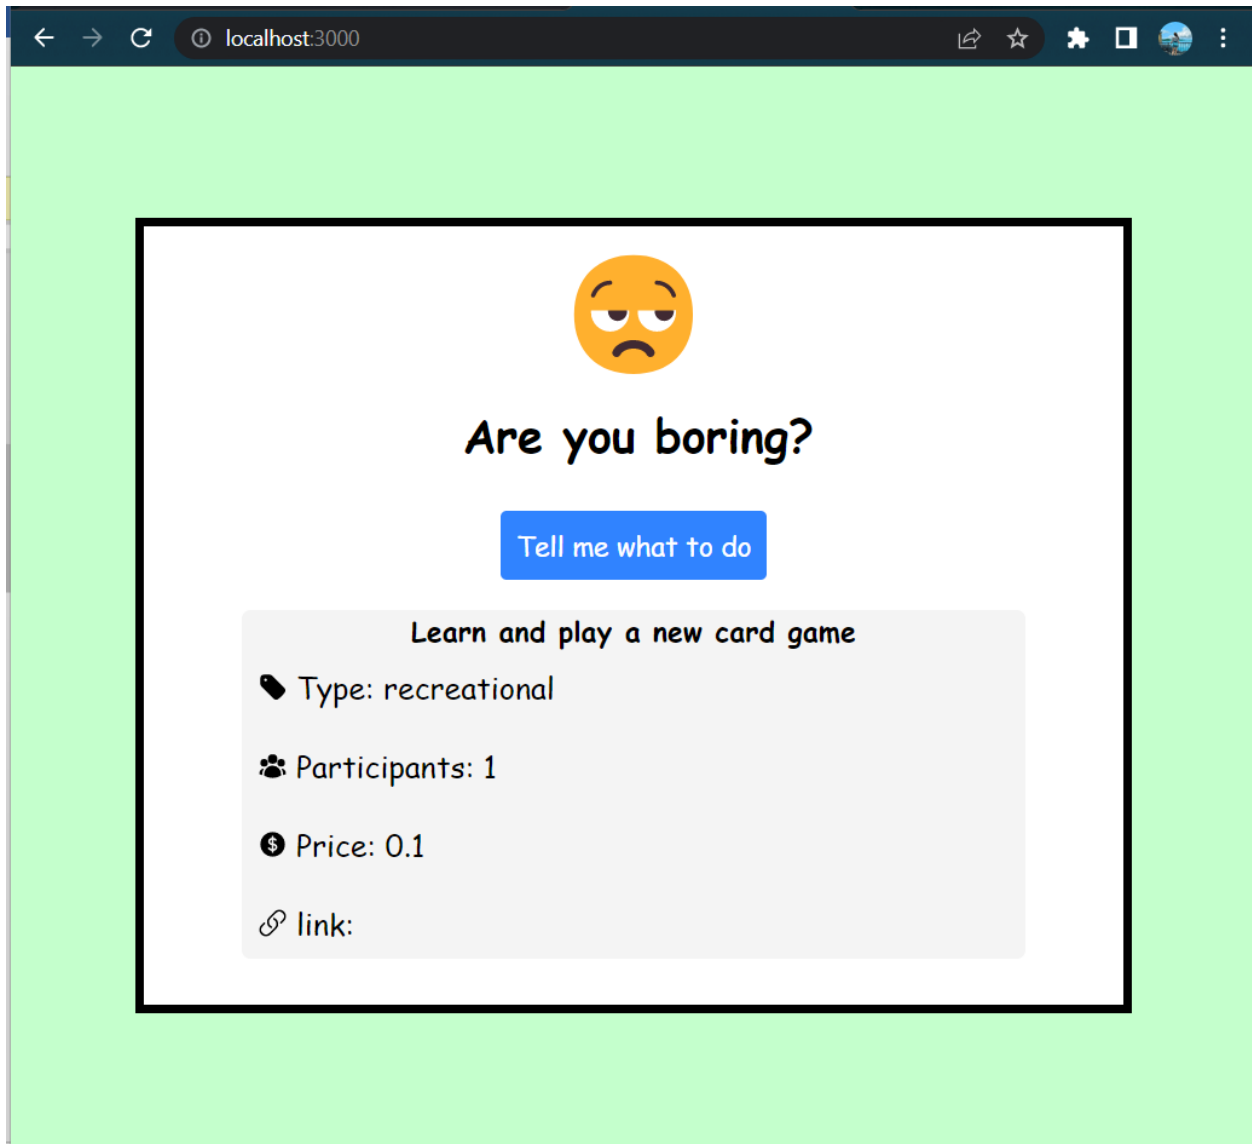 localhost:3000
Are you boring?
Tell me what to do
Learn and play a new card game
Type: recreational
Participants: 1
Price: 0.1
link: